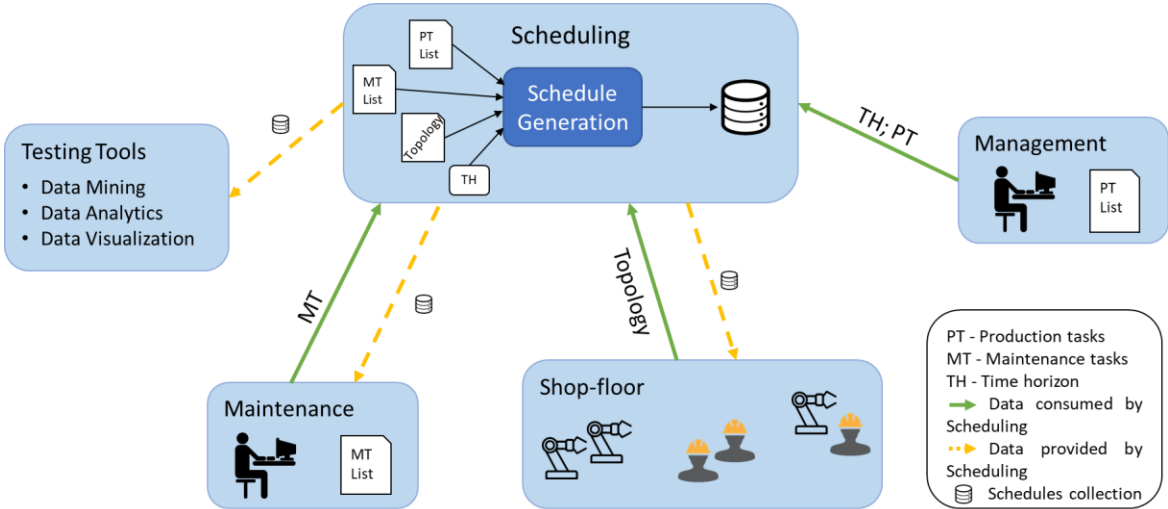 Scheduling
PT
List
MT
List
Topology
TH
Schedule
Generation
TH; PT
Testing Tools
• Data Mining
• Data Analytics
• Data Visualization
Management
PT
List
MT
Topology
Maintenance
MT
List
Shop-floor
PT - Production tasks
MT - Maintenance tasks
TH - Time horizon
Data consumed by
Scheduling
Data provided by
Scheduling
Schedules collection